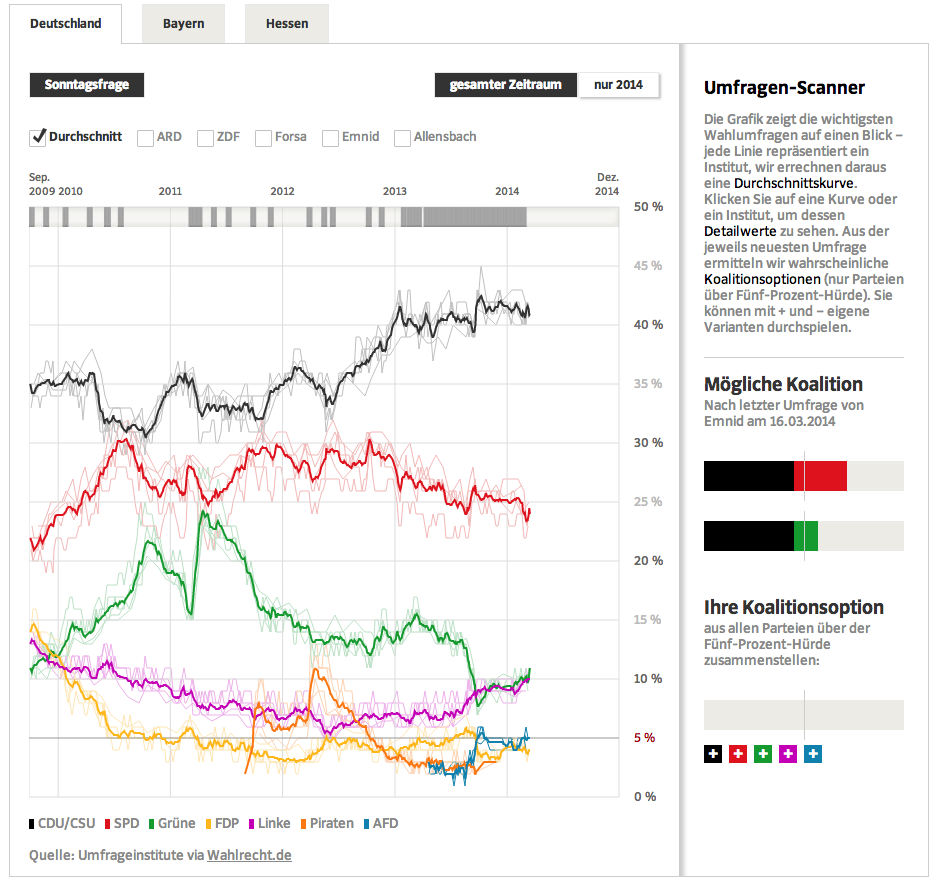 Deutschland Bayern Hessen
Sonntagsfrage gesamter Zeitraum nur 2014
Durchschnitt ARD ZDF Forsa Emnid Allensbach
Sep. Dez.
2009 2010 2011 2012 2013 2014 2014
50 %
45 %
40 %
35 %
30 %
25 %
20 %
15 %
10 %
5 %
0 %
CDU/CSU SPD Grüne FDP Linke Piraten AFD
Quelle: Umfrageinstitute via Wahlrecht.de
Umfragen-Scanner
Die Grafik zeigt die wichtigsten
Wahlumfragen auf einen Blick –
jede Linie repräsentiert ein
Institut, wir errechnen daraus
eine Durchschnittskurve.
Klicken Sie auf eine Kurve oder
ein Institut, um dessen
Detailwerte zu sehen. Aus der
jeweils neuesten Umfrage
ermitteln wir wahrscheinliche
Koalitionsoptionen (nur Parteien
über Fünf-Prozent-Hürde). Sie
können mit + und – eigene
Varianten durchspielen.
Mögliche Koalition
Nach letzter Umfrage von
Emnid am 16.03.2014
Ihre Koalitionsoption
aus allen Parteien über der
Fünf-Prozent-Hürde
zusammenstellen:
+ + + + +